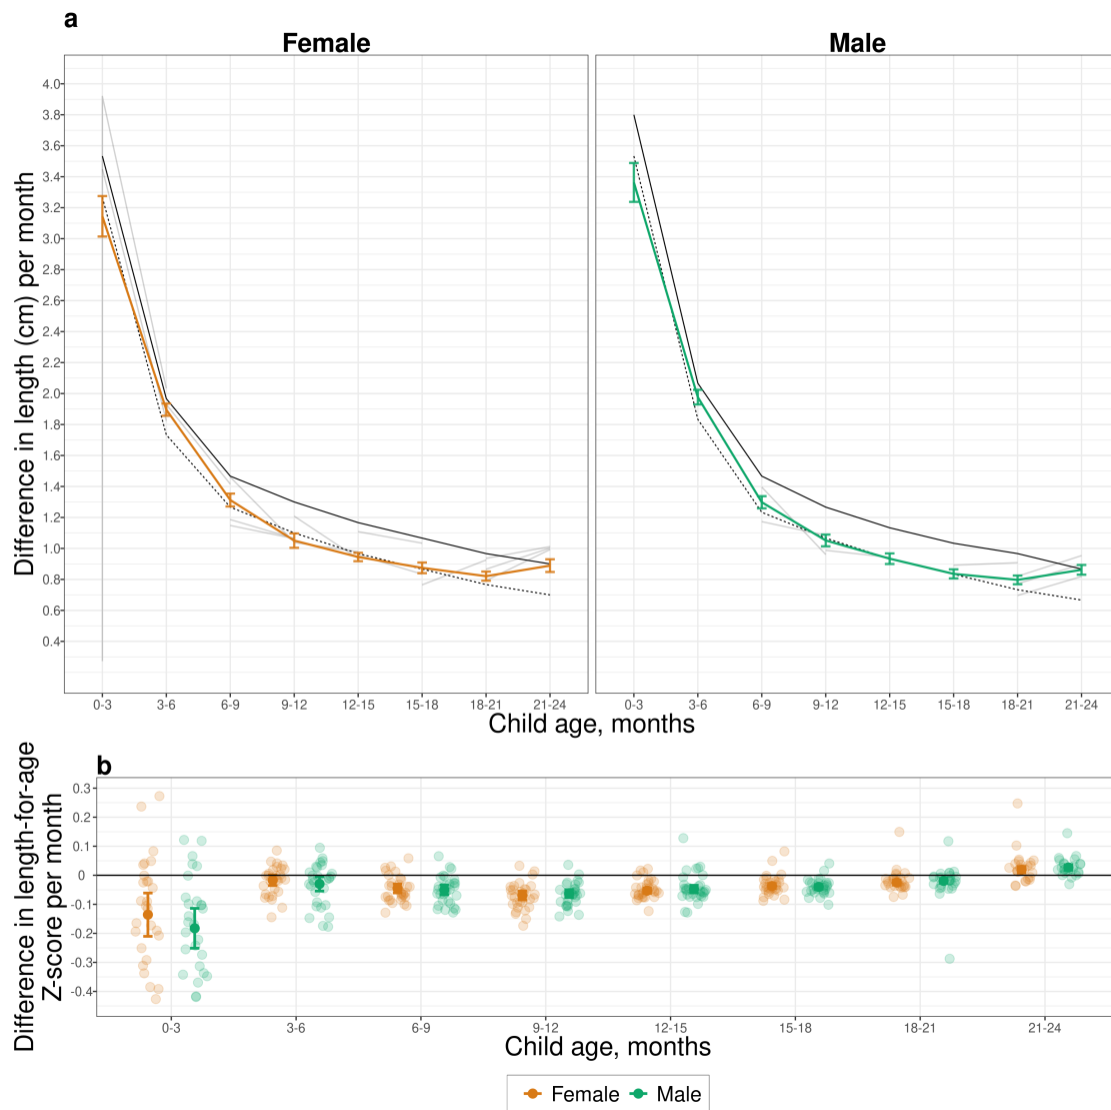 a
Female
Male
Difference in length (cm) per month
4.0
3.8
3.6
3.4
3.2
3.0
2.8
2.6
2.4
2.2
2.0
1.8
1.6
1.4
1.2
1.0
0.8
0.6
0.4
0-3 3-6 6-9 9-12 12-15 15-18 18-21 21-24
0-3 3-6 6-9 9-12 12-15 15-18 18-21 21-24
Child age, months
b
Difference in length-for-age
Z-score per month
0.3
0.2
0.1
0
-0.1
-0.2
-0.3
-0.4
0-3 3-6 6-9 9-12 12-15 15-18 18-21 21-24
Child age, months
Female Male